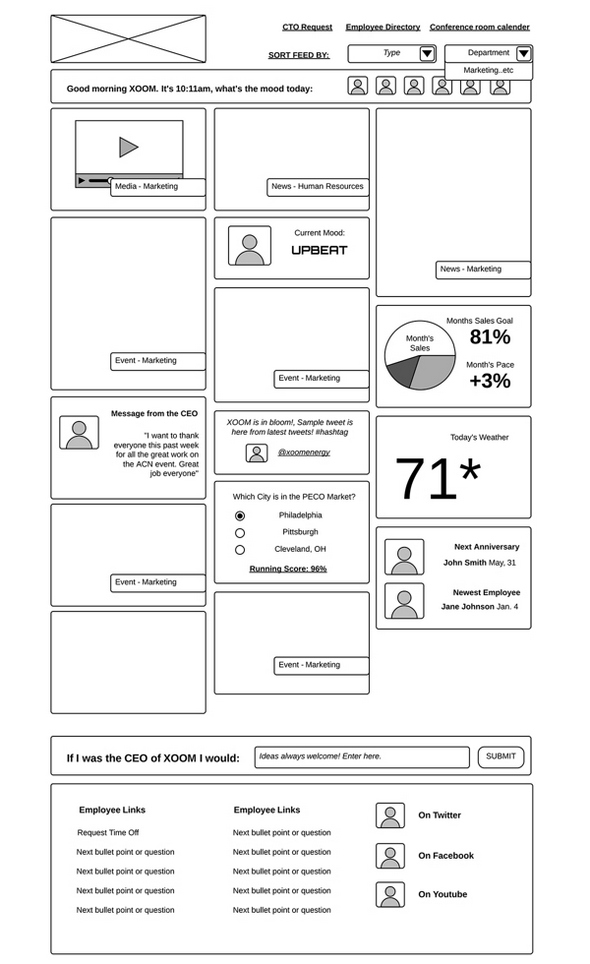 CTO Request Employee Directory Conference room calender
SORT FEED BY: Type Department
Marketing..etc
Good morning XOOM. It's 10:11am, what's the mood today:
Media - Marketing
Event - Marketing
Message from the CEO
"I want to thank
everyone this past week
for all the great work on
the ACN event. Great
job everyone"
Event - Marketing
News - Human Resources
Current Mood:
UPBEAT
Event - Marketing
XOOM is in bloom!, Sample tweet is
here from latest tweets! #hashtag
@xoomenergy
Which City is in the PECO Market?
Philadelphia
Pittsburgh
Cleveland, OH
Running Score: 96%
Event - Marketing
News - Marketing
Month's
Sales
Months Sales Goal
81%
Month's Pace
+3%
Today's Weather
71*
Next Anniversary
John Smith May, 31
Newest Employee
Jane Johnson Jan. 4
If I was the CEO of XOOM I would: Ideas always welcome! Enter here. SUBMIT
Employee Links
Request Time Off
Next bullet point or question
Next bullet point or question
Next bullet point or question
Next bullet point or question
Employee Links
Next bullet point or question
Next bullet point or question
Next bullet point or question
Next bullet point or question
Next bullet point or question
On Twitter
On Facebook
On Youtube